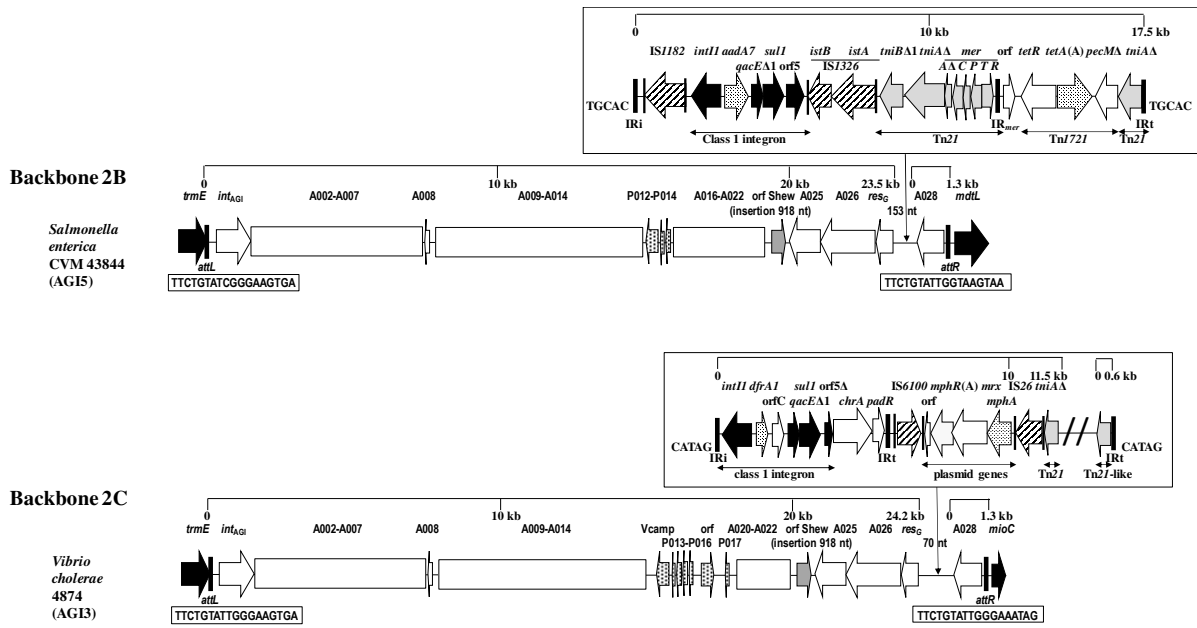 0 10 kb 17.5 kb
IS1182 intI1 aadA7 sul1 istB istA tniBΔ1 tniAΔ mer orf tetR tetA(A) pecMΔ tniAΔ
qacEΔ1 orf5 IS1326 AΔ C P T R
TGCAC TGCAC
IRi IRmer IRt
Class 1 integron Tn21 Tn1721 Tn21
Backbone 2B
0 10 kb 20 kb 23.5 kb 0 1.3 kb
trmE intAGI A002-A007 A008 A009-A014 P012-P014 A016-A022 orf Shew A025 A026 resG A028 mdtL
(insertion 918 nt) 153 nt
Salmonella
enterica
CVM 43844
(AGI5)
attL attR
TTCTGTATCGGGAAGTGA TTCTGTATTGGTAAGTAA
0 10 11.5 kb 0 0.6 kb
intI1 dfrA1 sul1 orf5Δ IS6100 mphR(A) mrx IS26 tniAΔ
orfC qacEΔ1 chrA padR orf mphA
CATAG CATAG
IRi IRt IRt
class 1 integron plasmid genes Tn21 Tn21-like
Backbone 2C
0 10 kb 20 kb 24.2 kb 0 1.3 kb
trmE intAGI A002-A007 A008 A009-A014 Vcamp orf A020-A022 orf Shew A025 A026 resG A028 mioC
P013-P016 P017 (insertion 918 nt) 70 nt
Vibrio
cholerae
4874
(AGI3)
attL attR
TTCTGTATTGGGAAGTGA TTCTGTATTGGGAAATAG